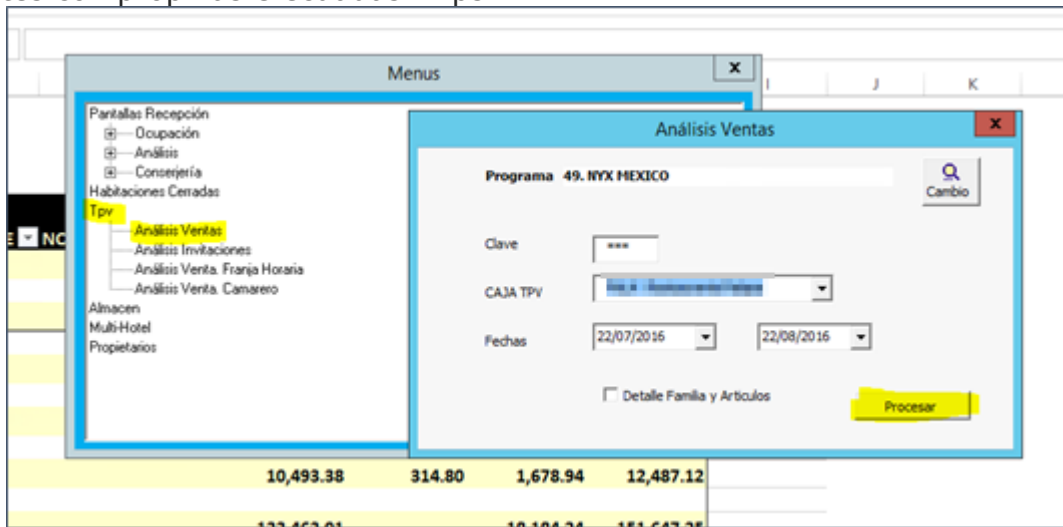 Menus
x
I J K
Pantallas Recepción
Ocupación
Análisis
Conserjería
Habitaciones Cerradas
Tpv
Análisis Ventas
Análisis Invitaciones
Análisis Venta. Franja Horaria
Análisis Venta. Camarero
Almacen
Multi-Hotel
Propietarios
E NO
Análisis Ventas
x
Programa 49. NYX MEXICO
Cambio
Clave ***
CAJA TPV
Fechas 22/07/2016 22/08/2016
Detalle Familia y Articulos
Procesar
10,493.38 314.80 1,678.94 12,487.12